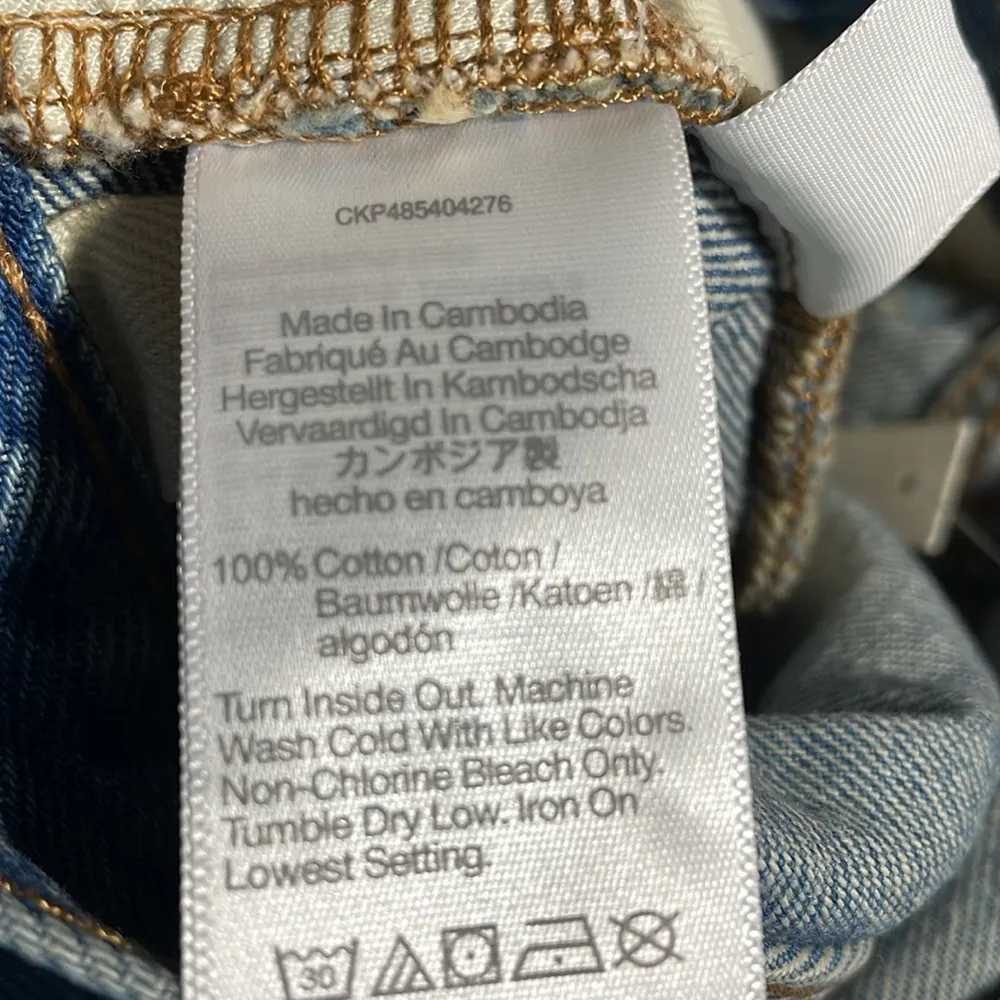 CKP485404276
Made In Cambodia
Fabriqué Au Cambodge
Hergestellt In Kambodscha
Vervaardigd In Cambodja
カンボジア製
hecho en camboya
100% Cotton /Coton /
Baumwolle /Katoen /綿 /
algodón
Turn Inside Out. Machine
Wash Cold With Like Colors.
Non-Chlorine Bleach Only.
Tumble Dry Low. Iron On
Lowest Setting.
30